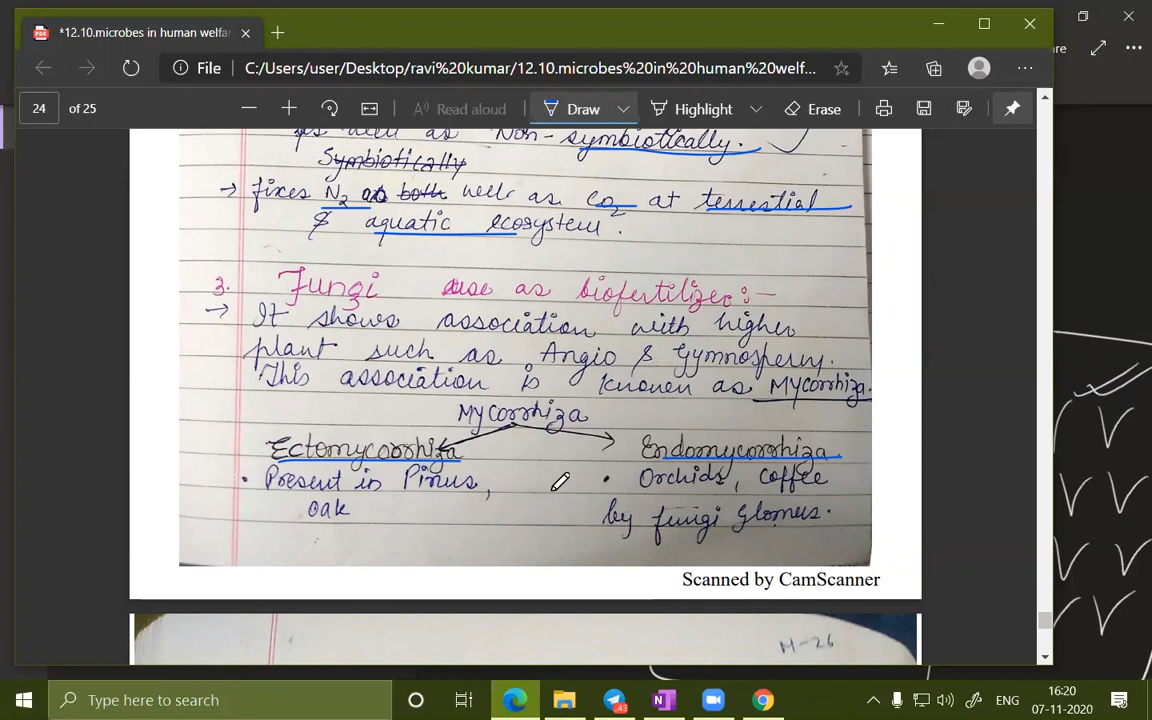 *12.10.microbes in human welfa
File C:/Users/user/Desktop/ravi%20kumar/12.10.microbes%20in%20human%20welf...
24 of 25 Read aloud Draw Highlight Erase
well as Non-symbiotically.
Symbiotically
→ fixes N2 as both well as CO2 at terrestial
& aquatic ecosystem.
3. Fungi use as biofertilizer:-
→ It shows association with higher
plant such as Angio & Gymnosperm.
This association is known as Mycorrhiza.
Mycorrhiza
Ectomycorrhiza Endomycorrhiza
• Present in Pinus, • Orchids, Coffee
oak by fungi Glomus.
Scanned by CamScanner
M-26
Type here to search
43
ENG
16:20
07-11-2020